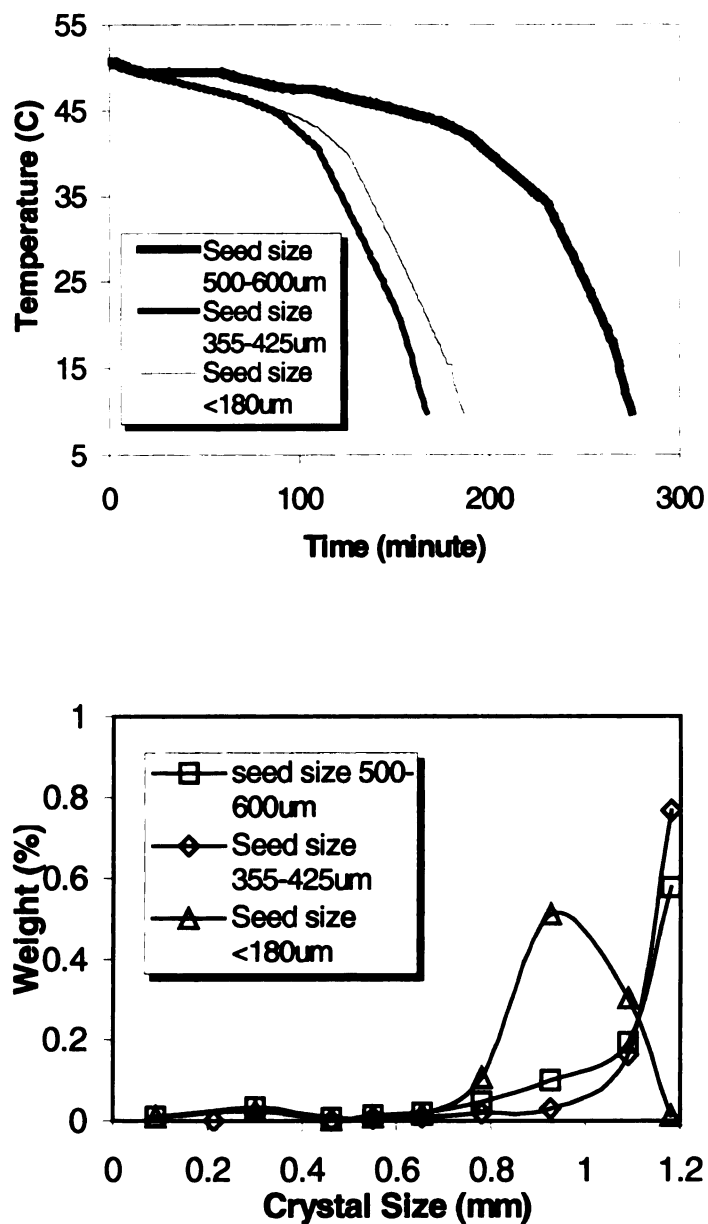 55
45
35
25
15
5
Temperature (C)
Seed size
500-600um
Seed size
355-425um
Seed size
<180um
0
100
200
300
Time (minute)
1
0.8
0.6
0.4
0.2
0
Weight (%)
seed size 500-
600um
Seed size
355-425um
Seed size
<180um
0
0.2
0.4
0.6
0.8
1
1.2
Crystal Size (mm)